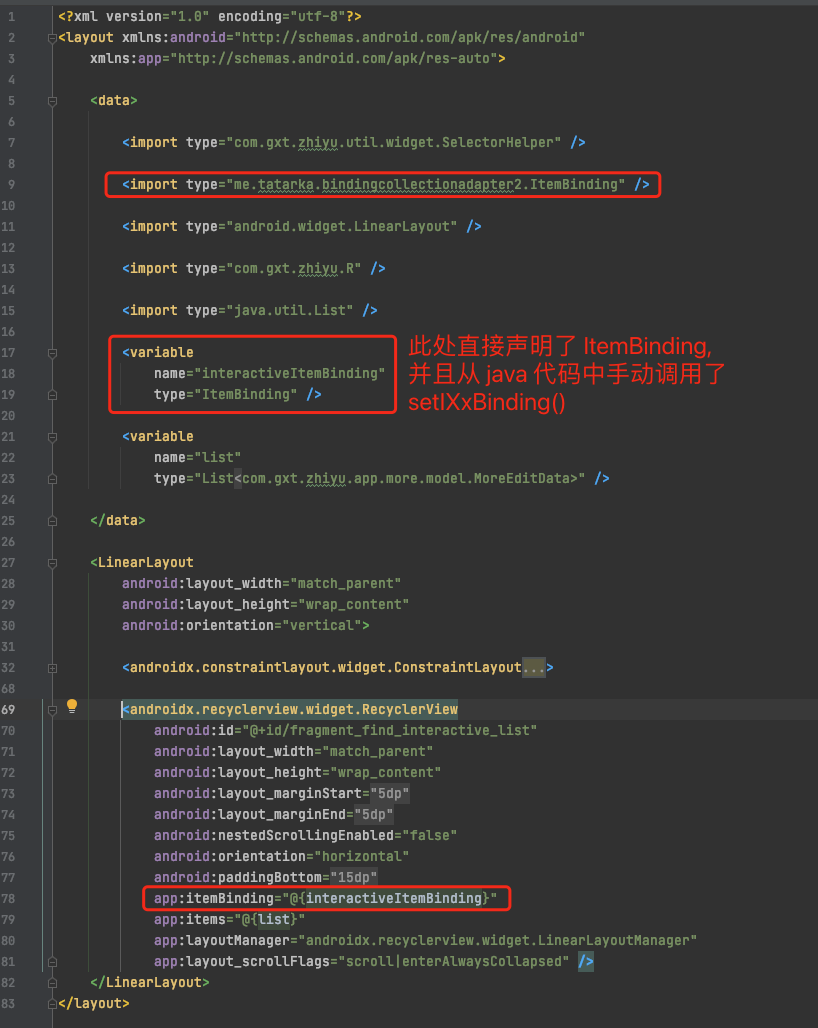 1 <?xml version="1.0" encoding="utf-8"?>
2 <layout xmlns:android="http://schemas.android.com/apk/res/android"
3 xmlns:app="http://schemas.android.com/apk/res-auto">
4
5 <data>
6
7 <import type="com.gxt.zhiyu.util.widget.SelectorHelper" />
8
9 <import type="me.tatarka.bindingcollectionadapter2.ItemBinding" />
10
11 <import type="android.widget.LinearLayout" />
12
13 <import type="com.gxt.zhiyu.R" />
14
15 <import type="java.util.List" />
16
17 <variable
18 name="interactiveItemBinding"
19 type="ItemBinding" />
此处直接声明了 ItemBinding,
并且从 java 代码中手动调用了
setIXxBinding()
20
21 <variable
22 name="list"
23 type="List<com.gxt.zhiyu.app.more.model.MoreEditData>" />
24
25 </data>
26
27 <LinearLayout
28 android:layout_width="match_parent"
29 android:layout_height="wrap_content"
30 android:orientation="vertical">
31
32 <androidx.constraintlayout.widget.ConstraintLayout...>
68
69 <androidx.recyclerview.widget.RecyclerView
70 android:id="@+id/fragment_find_interactive_list"
71 android:layout_width="match_parent"
72 android:layout_height="wrap_content"
73 android:layout_marginStart="5dp"
74 android:layout_marginEnd="5dp"
75 android:nestedScrollingEnabled="false"
76 android:orientation="horizontal"
77 android:paddingBottom="15dp"
78 app:itemBinding="@{interactiveItemBinding}"
79 app:items="@{list}"
80 app:layoutManager="androidx.recyclerview.widget.LinearLayoutManager"
81 app:layout_scrollFlags="scroll|enterAlwaysCollapsed" />
82 </LinearLayout>
83 </layout>